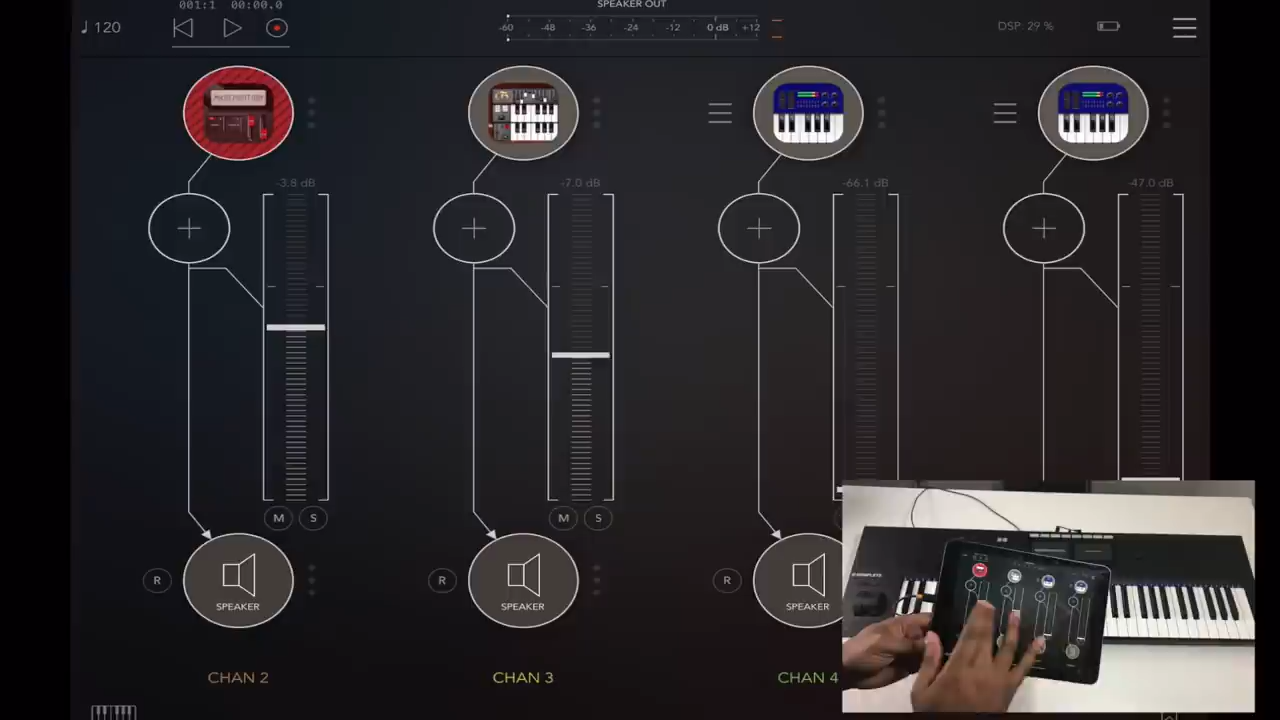 001:1 00:00.0
SPEAKER OUT
♩ 120
-60 -48 -36 -24 -12 0 dB +12
DSP: 29 %
-3.8 dB
-7.0 dB
-66.1 dB
-47.0 dB
M S
M S
R SPEAKER
R SPEAKER
R SPEAKER
CHAN 2
CHAN 3
CHAN 4